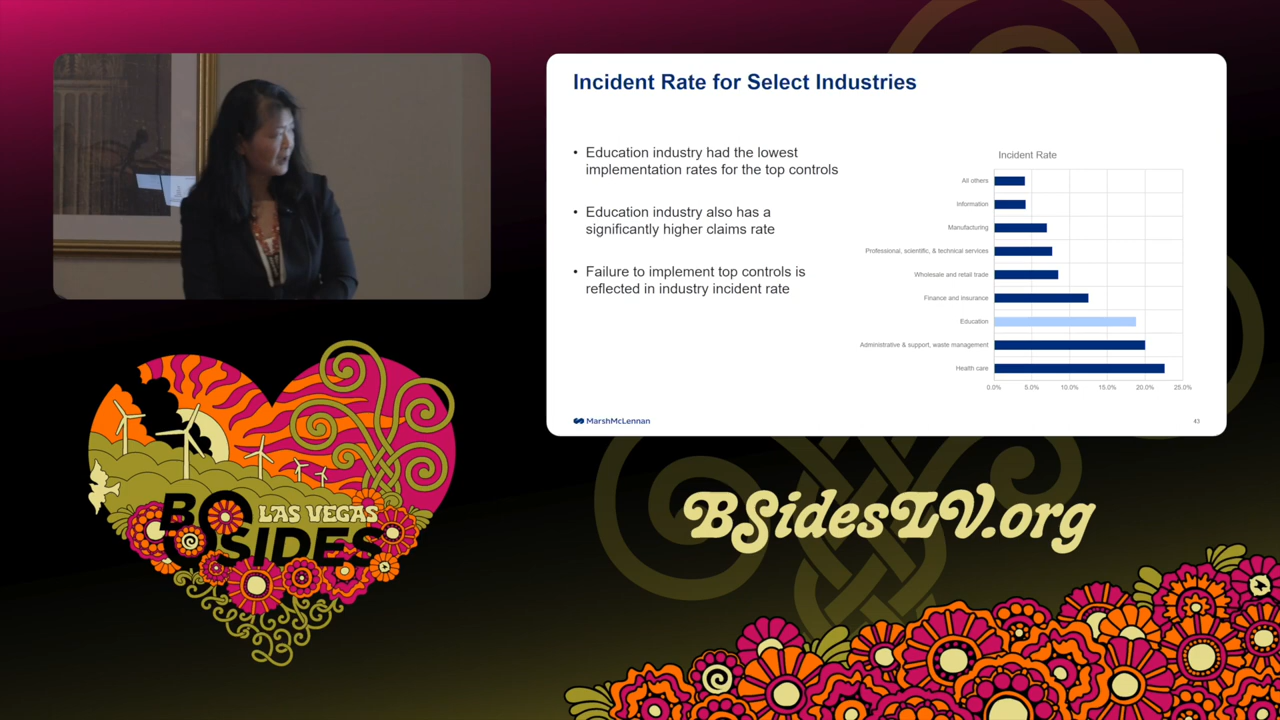 Incident Rate for Select Industries
• Education industry had the lowest
implementation rates for the top controls
• Education industry also has a
significantly higher claims rate
• Failure to implement top controls is
reflected in industry incident rate
Incident Rate
All others
Information
Manufacturing
Professional, scientific, & technical services
Wholesale and retail trade
Finance and insurance
Education
Administrative & support, waste management
Health care
0.0% 5.0% 10.0% 15.0% 20.0% 25.0%
MarshMcLennan
43
LAS VEGAS
BSIDES
BSidesLV.org